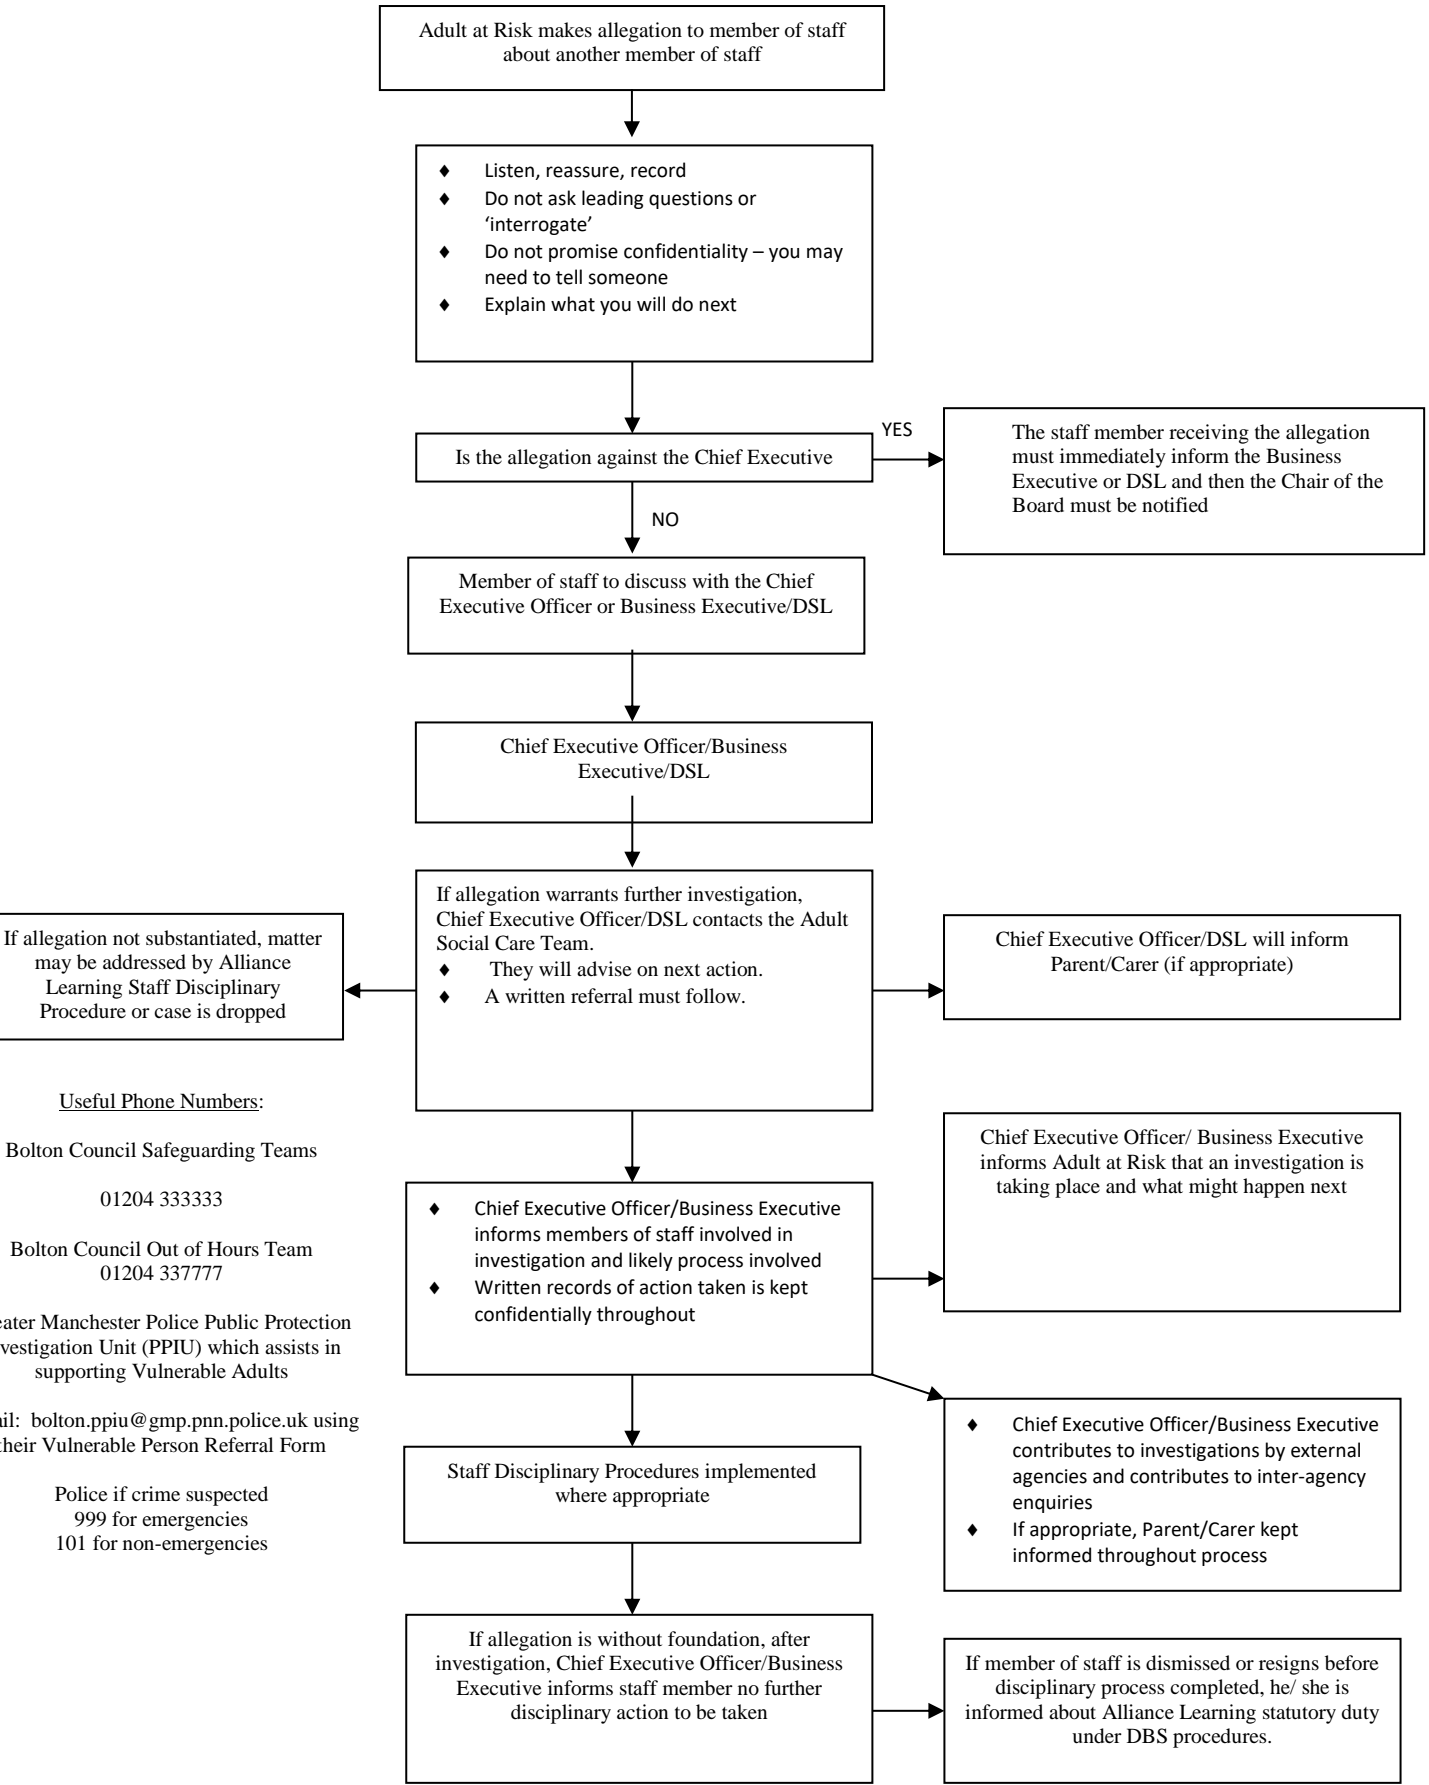 Adult at Risk makes allegation to member of staff
about another member of staff
♦ Listen, reassure, record
♦ Do not ask leading questions or
‘interrogate’
♦ Do not promise confidentiality – you may
need to tell someone
♦ Explain what you will do next
Is the allegation against the Chief Executive
YES
The staff member receiving the allegation
must immediately inform the Business
Executive or DSL and then the Chair of the
Board must be notified
NO
Member of staff to discuss with the Chief
Executive Officer or Business Executive/DSL
Chief Executive Officer/Business
Executive/DSL
If allegation warrants further investigation,
Chief Executive Officer/DSL contacts the Adult
Social Care Team.
♦ They will advise on next action.
♦ A written referral must follow.
If allegation not substantiated, matter
may be addressed by Alliance
Learning Staff Disciplinary
Procedure or case is dropped
Chief Executive Officer/DSL will inform
Parent/Carer (if appropriate)
Useful Phone Numbers:
Bolton Council Safeguarding Teams
01204 333333
Bolton Council Out of Hours Team
01204 337777
eater Manchester Police Public Protection
vestigation Unit (PPIU) which assists in
supporting Vulnerable Adults
ail: bolton.ppiu@gmp.pnn.police.uk using
their Vulnerable Person Referral Form
Police if crime suspected
999 for emergencies
101 for non-emergencies
Chief Executive Officer/ Business Executive
informs Adult at Risk that an investigation is
taking place and what might happen next
♦ Chief Executive Officer/Business Executive
informs members of staff involved in
investigation and likely process involved
♦ Written records of action taken is kept
confidentially throughout
♦ Chief Executive Officer/Business Executive
contributes to investigations by external
agencies and contributes to inter-agency
enquiries
♦ If appropriate, Parent/Carer kept
informed throughout process
Staff Disciplinary Procedures implemented
where appropriate
If allegation is without foundation, after
investigation, Chief Executive Officer/Business
Executive informs staff member no further
disciplinary action to be taken
If member of staff is dismissed or resigns before
disciplinary process completed, he/ she is
informed about Alliance Learning statutory duty
under DBS procedures.